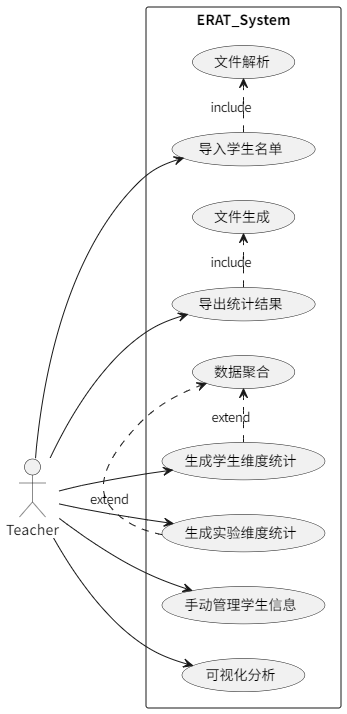 ERAT_System
文件解析
include
导入学生名单
文件生成
include
导出统计结果
数据聚合
extend
生成学生维度统计
extend
Teacher
生成实验维度统计
手动管理学生信息
可视化分析